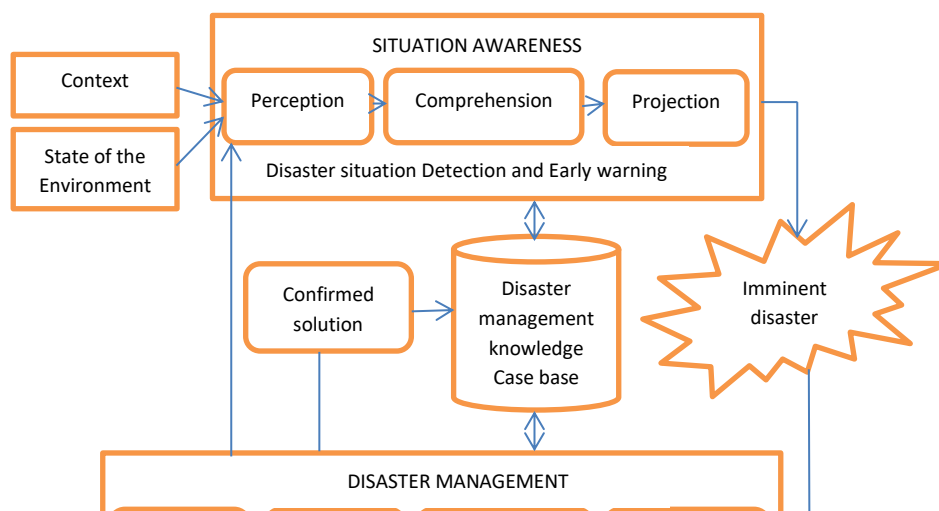 SITUATION AWARENESS
Context
Perception
Comprehension
Projection
State of the
Environment
Disaster situation Detection and Early warning
Confirmed
solution
Disaster
management
knowledge
Case base
Imminent
disaster
DISASTER MANAGEMENT